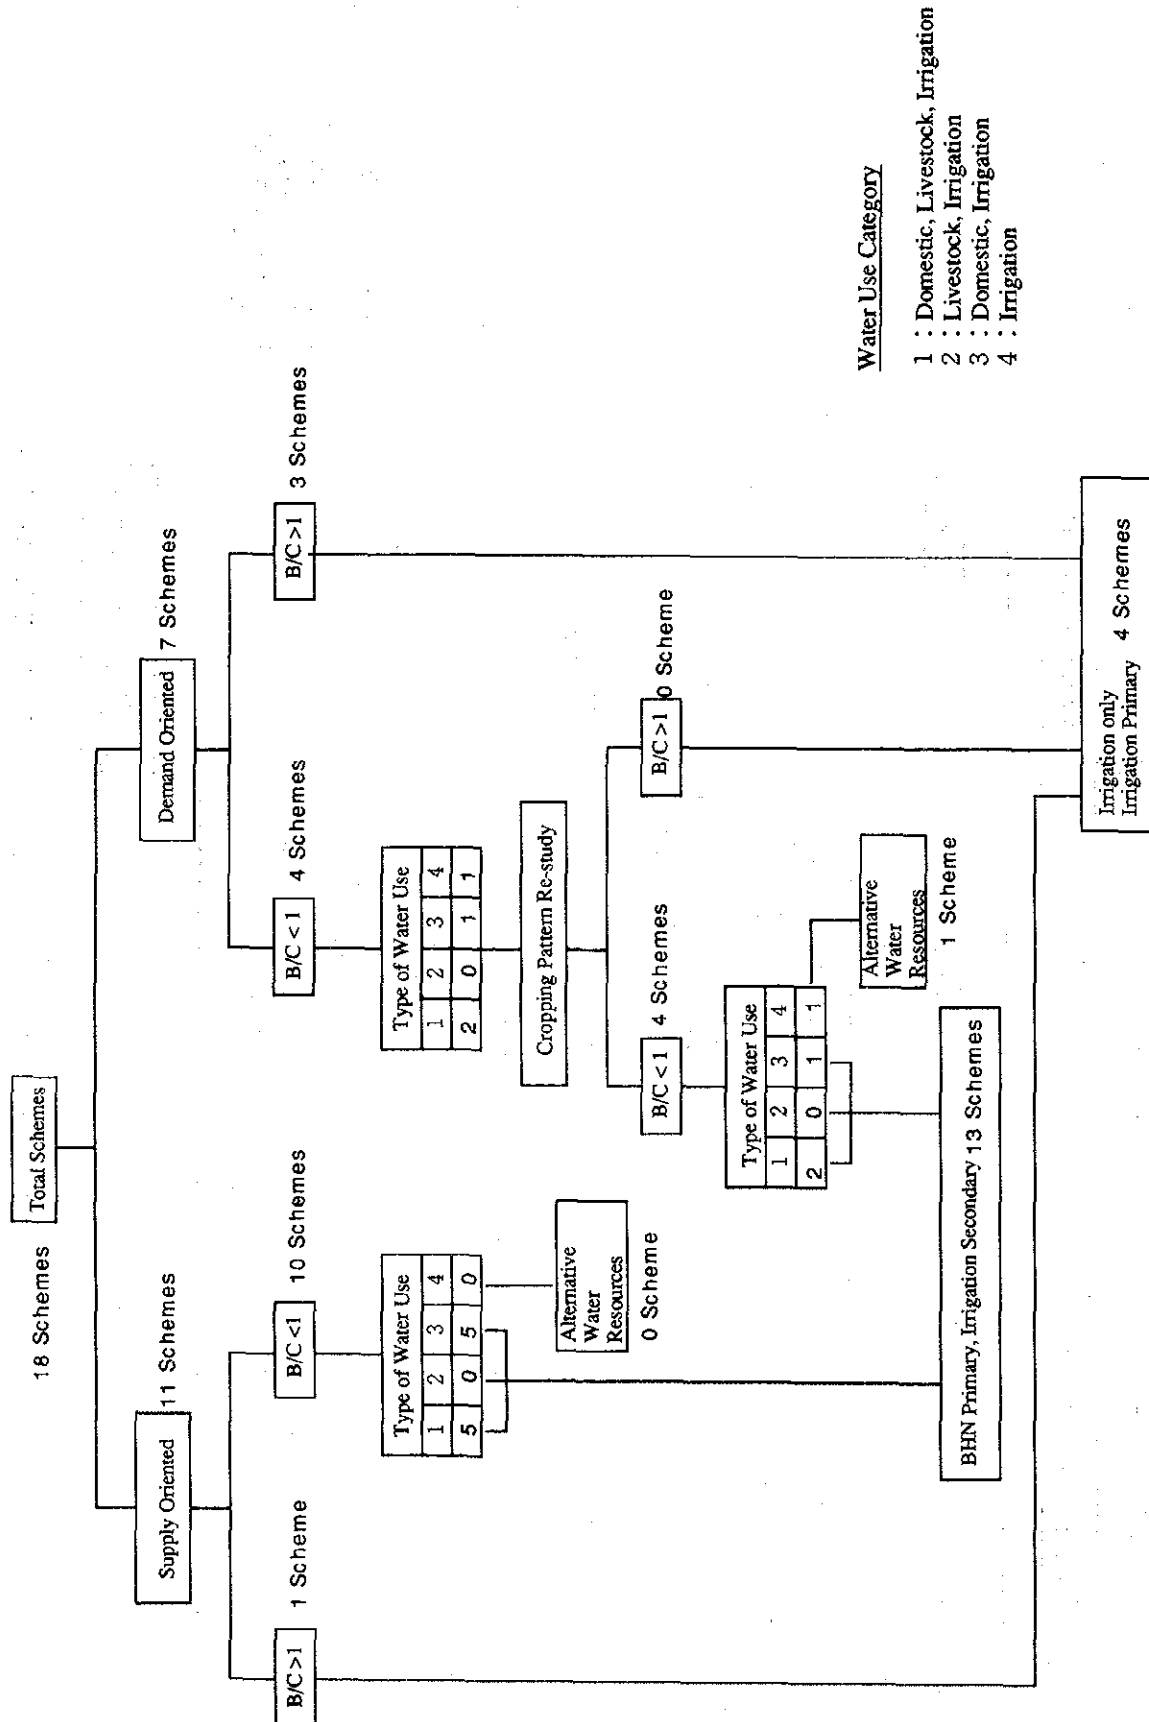 18 Schemes
Total Schemes
Supply Oriented
11 Schemes
Demand Oriented
7 Schemes
B/C >1
1 Scheme
B/C <1
10 Schemes
B/C < 1
4 Schemes
B/C >1
3 Schemes
Type of Water Use
1 2 3 4
5 0 5 0
Type of Water Use
1 2 3 4
2 0 1 1
Alternative
Water
Resources
0 Scheme
Cropping Pattern Re-study
B/C < 1
4 Schemes
B/C >1
0 Scheme
Type of Water Use
1 2 3 4
2 0 1 1
Alternative
Water
Resources
1 Scheme
BHN Primary, Irrigation Secondary 13 Schemes
Irrigation only
Irrigation Primary 4 Schemes
Water Use Category
1 : Domestic, Livestock, Irrigation
2 : Livestock, Irrigation
3 : Domestic, Irrigation
4 : Irrigation